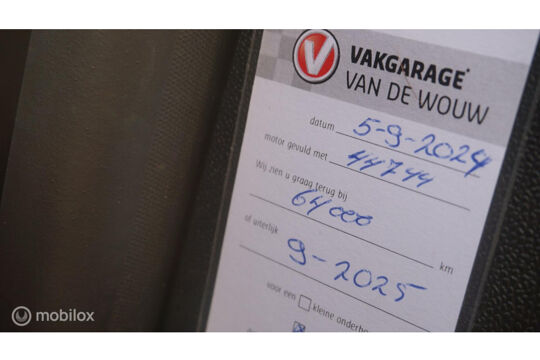 VAKGARAGE
VAN DE WOUW
datum 5-9-2024
motor gevuld met 44744
Wij zien u graag terug bij
64000 km
of uiterlijk
9-2025
voor een kleine onderho
mobilox